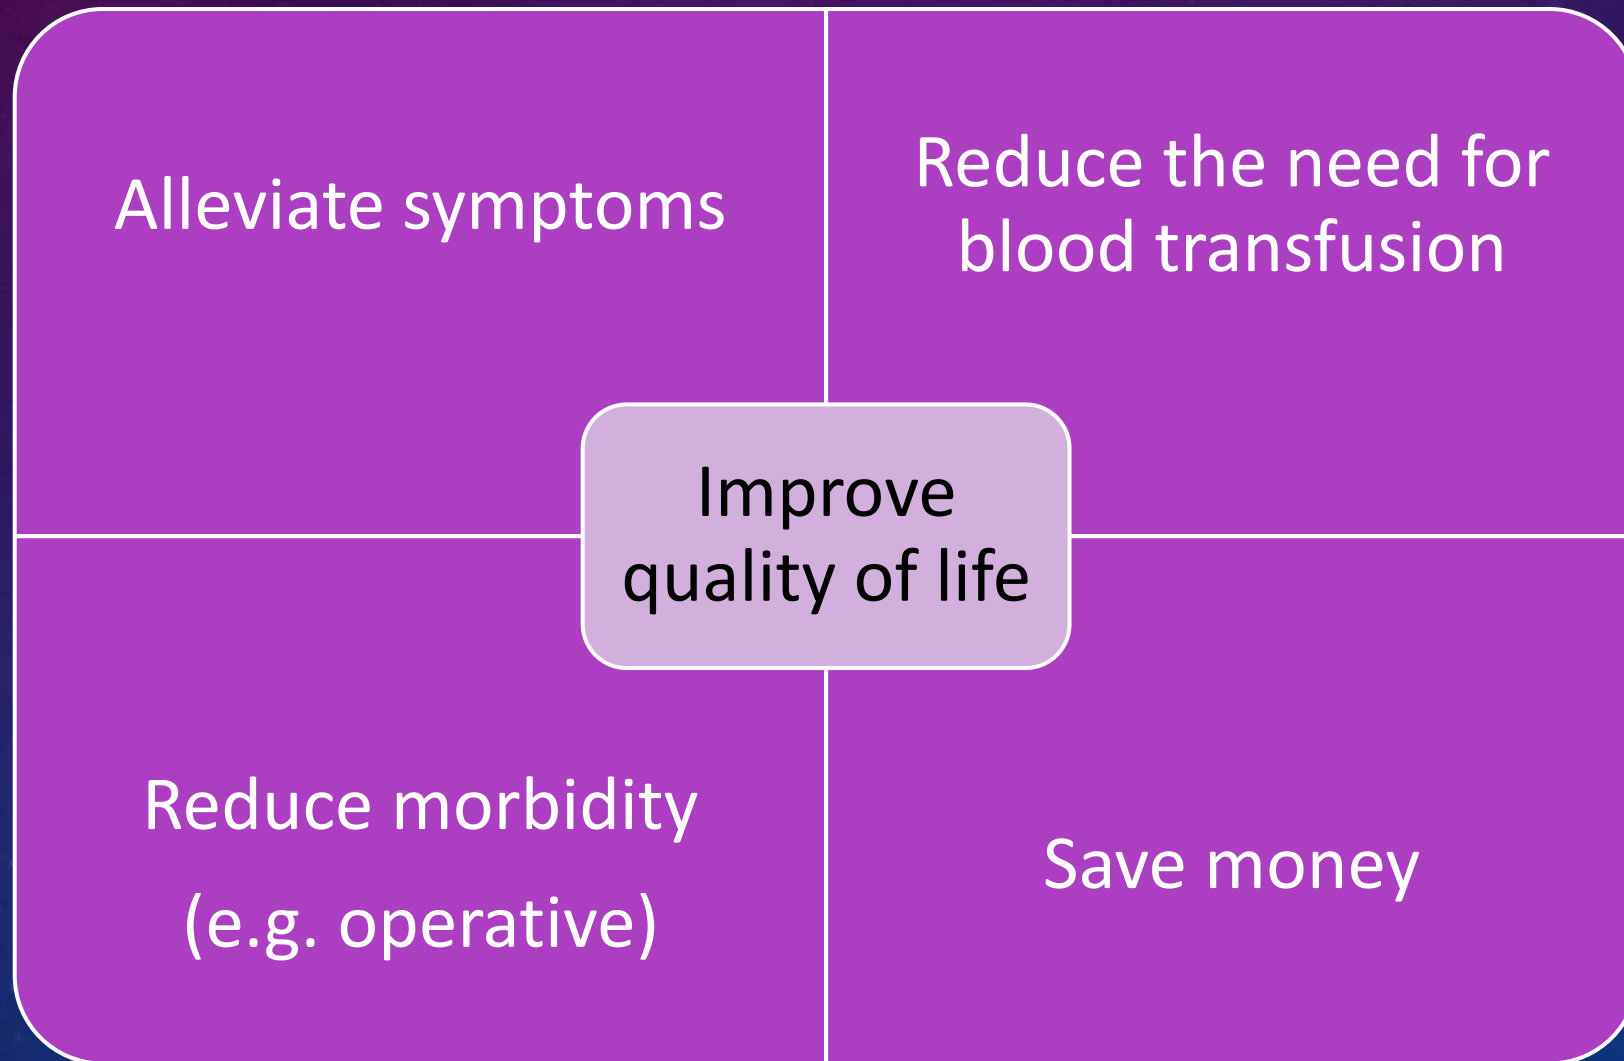 Alleviate symptoms
Reduce the need for
blood transfusion
Improve
quality of life
Reduce morbidity
(e.g. operative)
Save money